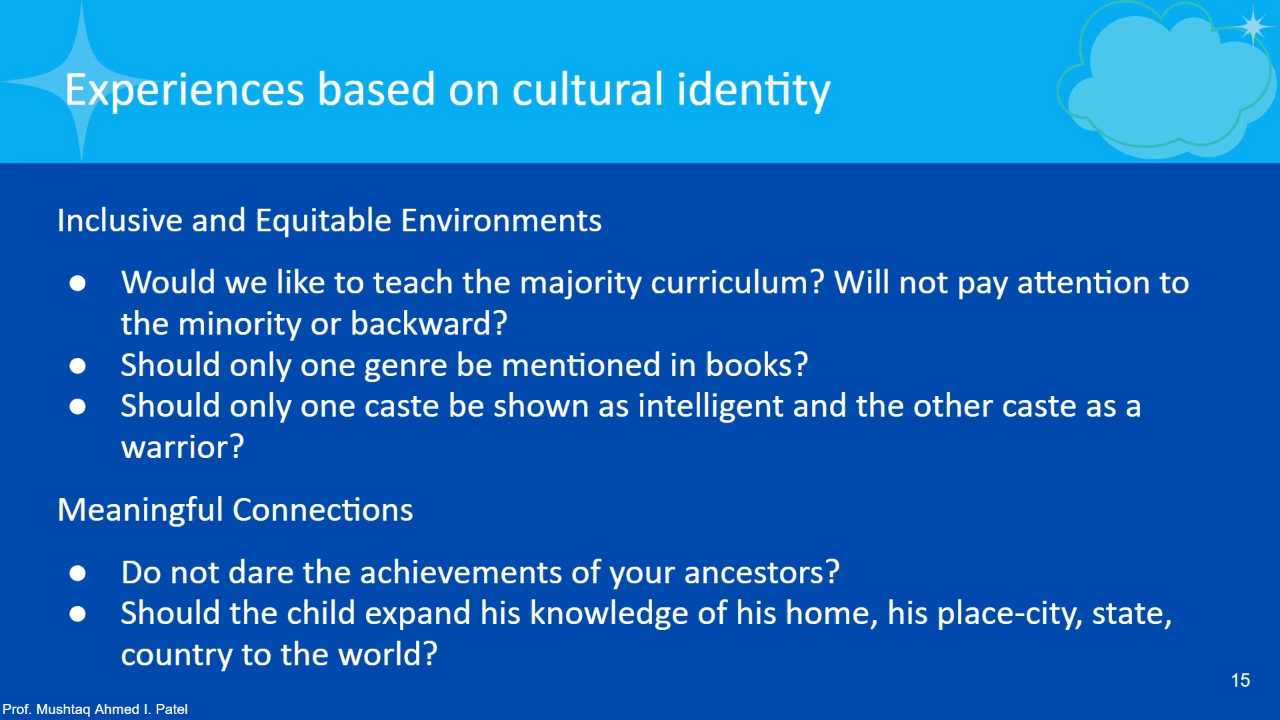 Experiences based on cultural identity
Inclusive and Equitable Environments
● Would we like to teach the majority curriculum? Will not pay attention to
the minority or backward?
● Should only one genre be mentioned in books?
● Should only one caste be shown as intelligent and the other caste as a
warrior?
Meaningful Connections
● Do not dare the achievements of your ancestors?
● Should the child expand his knowledge of his home, his place-city, state,
country to the world?
15
Prof. Mushtaq Ahmed I. Patel